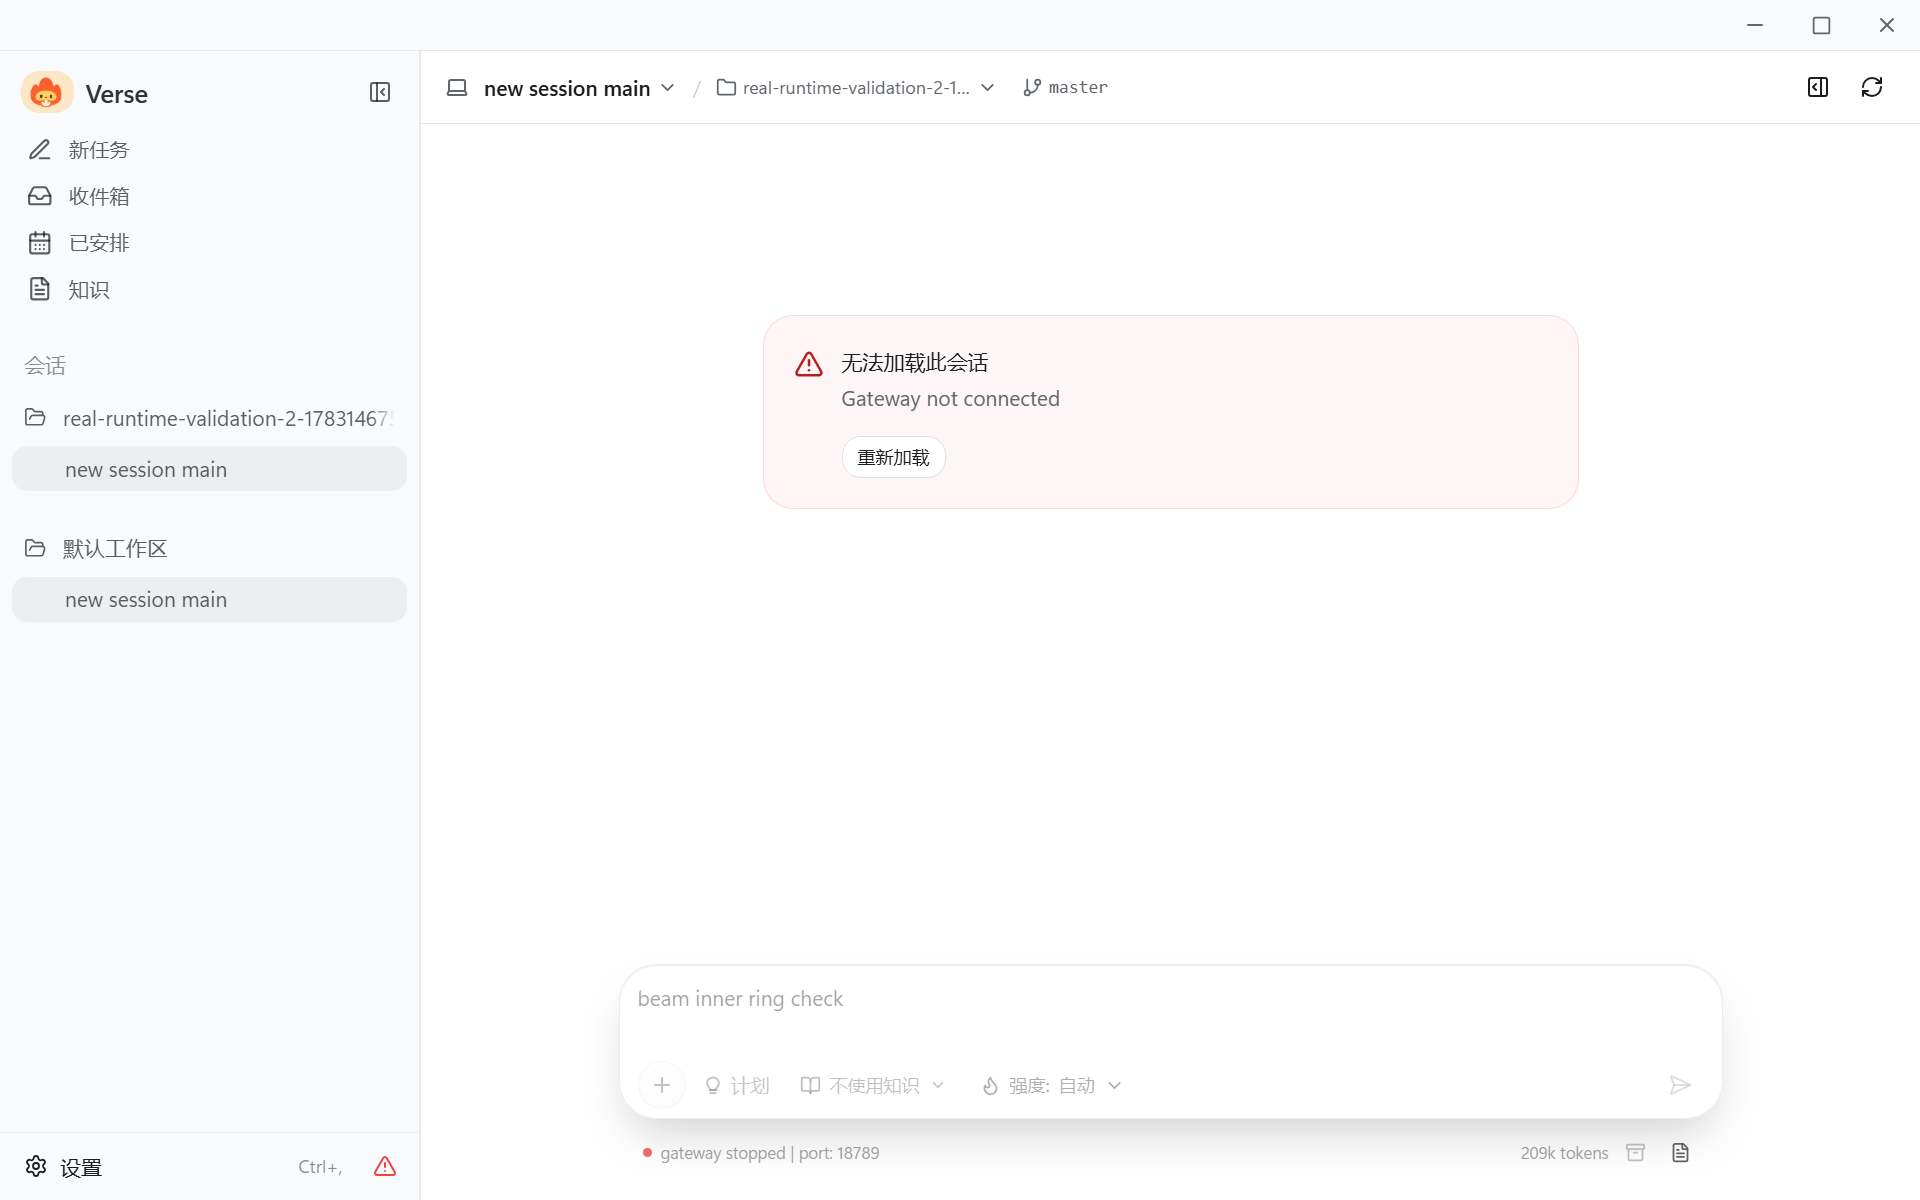 Verse
新任务
收件箱
已安排
知识
会话
real-runtime-validation-2-178314675
new session main
默认工作区
new session main
设置
Ctrl+,
new session main / real-runtime-validation-2-1... master
无法加载此会话
Gateway not connected
重新加载
beam inner ring check
计划 不使用知识 强度: 自动
gateway stopped | port: 18789
209k tokens